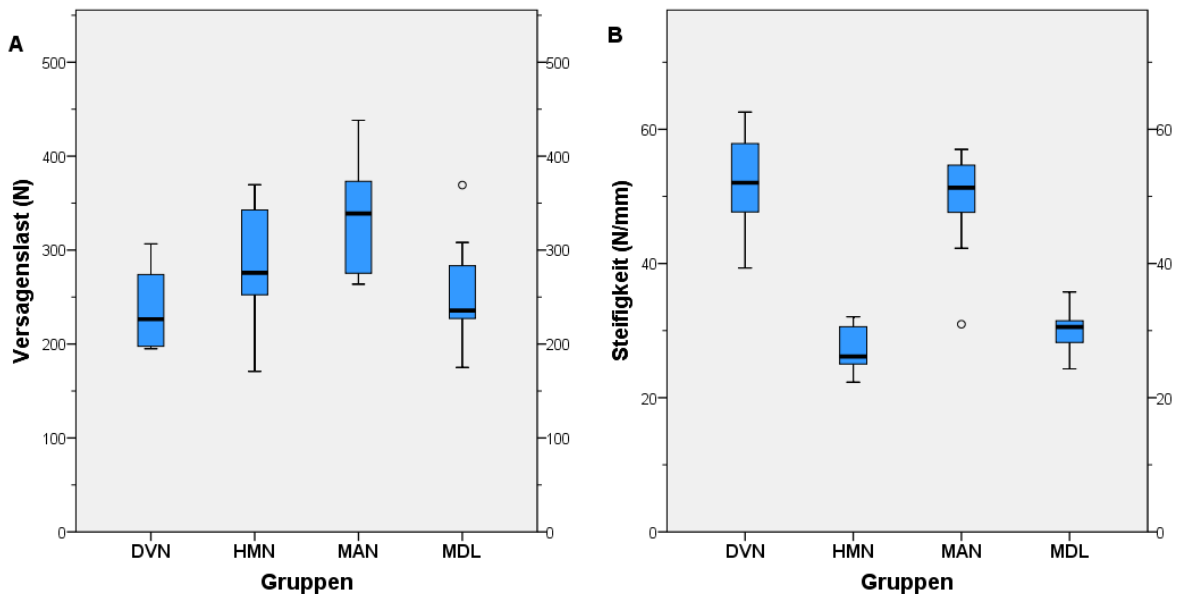 A
Versagenslast (N)
500
400
300
200
100
0
500
400
300
200
100
0
DVN HMN MAN MDL
Gruppen
B
Steifigkeit (N/mm)
60
40
20
0
60
40
20
0
DVN HMN MAN MDL
Gruppen